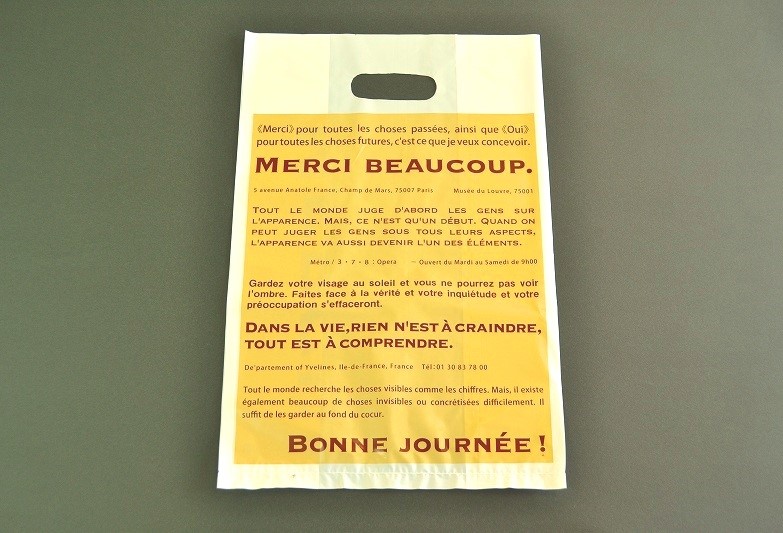 《Merci》pour toutes les choses passées, ainsi que《Oui》
pour toutes les choses futures, c'est ce que je veux concevoir.
MERCI BEAUCOUP.
5 avenue Anatole France, Champ de Mars, 75007 Paris Musée du Louvre, 75001
TOUT LE MONDE JUGE D'ABORD LES GENS SUR
L'APPARENCE. MAIS, CE N'EST QU'UN DÉBUT. QUAND ON
PEUT JUGER LES GENS SOUS TOUS LEURS ASPECTS,
L'APPARENCE VA AUSSI DEVENIR L'UN DES ÉLÉMENTS.
Métro / 3・7・8 : Opera ~ Ouvert du Mardi au Samedi de 9h00
Gardez votre visage au soleil et vous ne pourrez pas voir
l'ombre. Faites face à la vérité et votre inquiétude et votre
préoccupation s'effaceront.
DANS LA VIE,RIEN N'EST À CRAINDRE,
TOUT EST À COMPRENDRE.
De'partement of Yvelines, Ile-de-France, France Tél:01 30 83 78 00
Tout le monde recherche les choses visibles comme les chiffres. Mais, il existe
également beaucoup de choses invisibles ou concrétisées difficilement. Il
suffit de les garder au fond du cocur.
BONNE JOURNÉE !